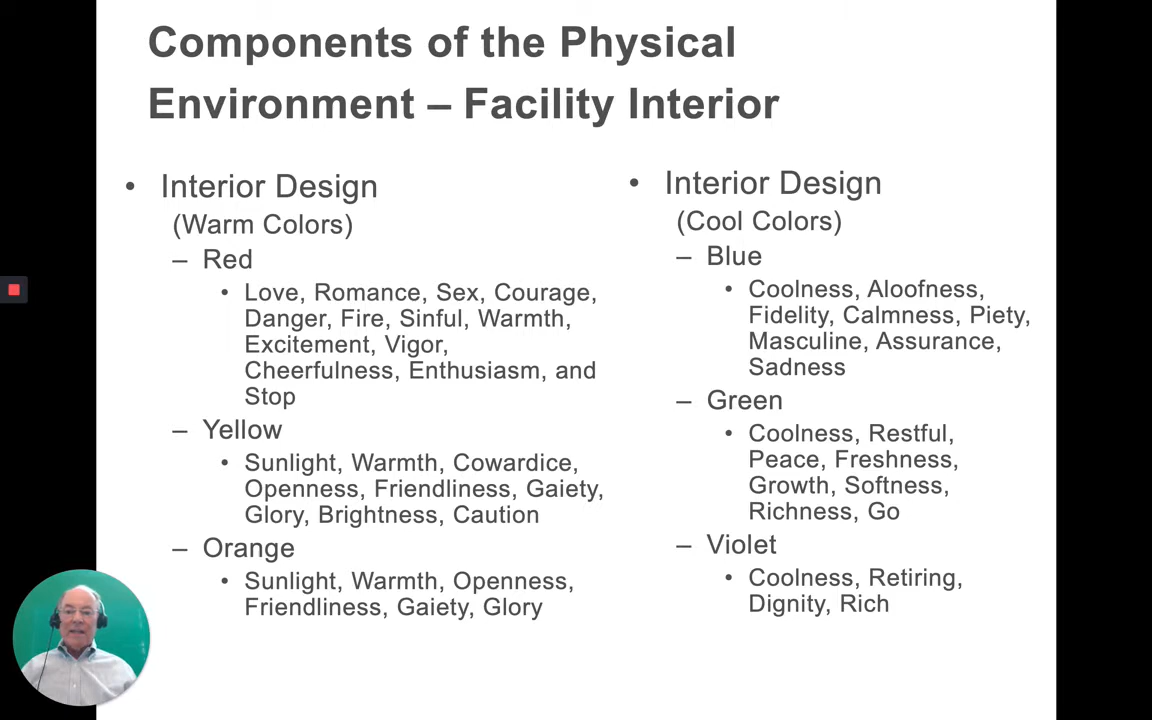 Components of the Physical
Environment – Facility Interior
• Interior Design
(Warm Colors)
– Red
• Love, Romance, Sex, Courage,
Danger, Fire, Sinful, Warmth,
Excitement, Vigor,
Cheerfulness, Enthusiasm, and
Stop
– Yellow
• Sunlight, Warmth, Cowardice,
Openness, Friendliness, Gaiety,
Glory, Brightness, Caution
– Orange
• Sunlight, Warmth, Openness,
Friendliness, Gaiety, Glory
• Interior Design
(Cool Colors)
– Blue
• Coolness, Aloofness,
Fidelity, Calmness, Piety,
Masculine, Assurance,
Sadness
– Green
• Coolness, Restful,
Peace, Freshness,
Growth, Softness,
Richness, Go
– Violet
• Coolness, Retiring,
Dignity, Rich